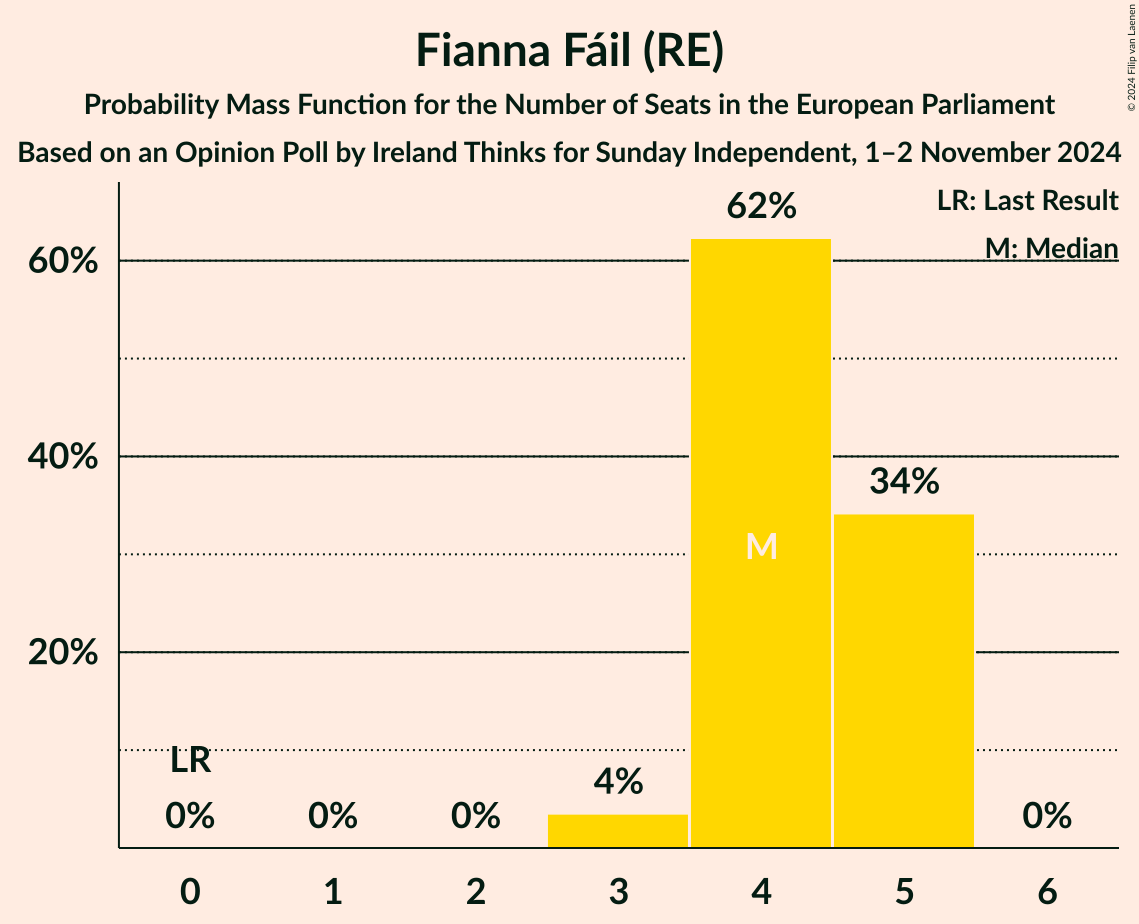 Fianna Fáil (RE)
Probability Mass Function for the Number of Seats in the European Parliament
Based on an Opinion Poll by Ireland Thinks for Sunday Independent, 1–2 November 2024
© 2024 Filip van Laenen
LR: Last Result
M: Median
62%
60%
40%
34%
M
20%
LR
4%
0%
0%
0%
0%
0
1
2
3
4
5
6